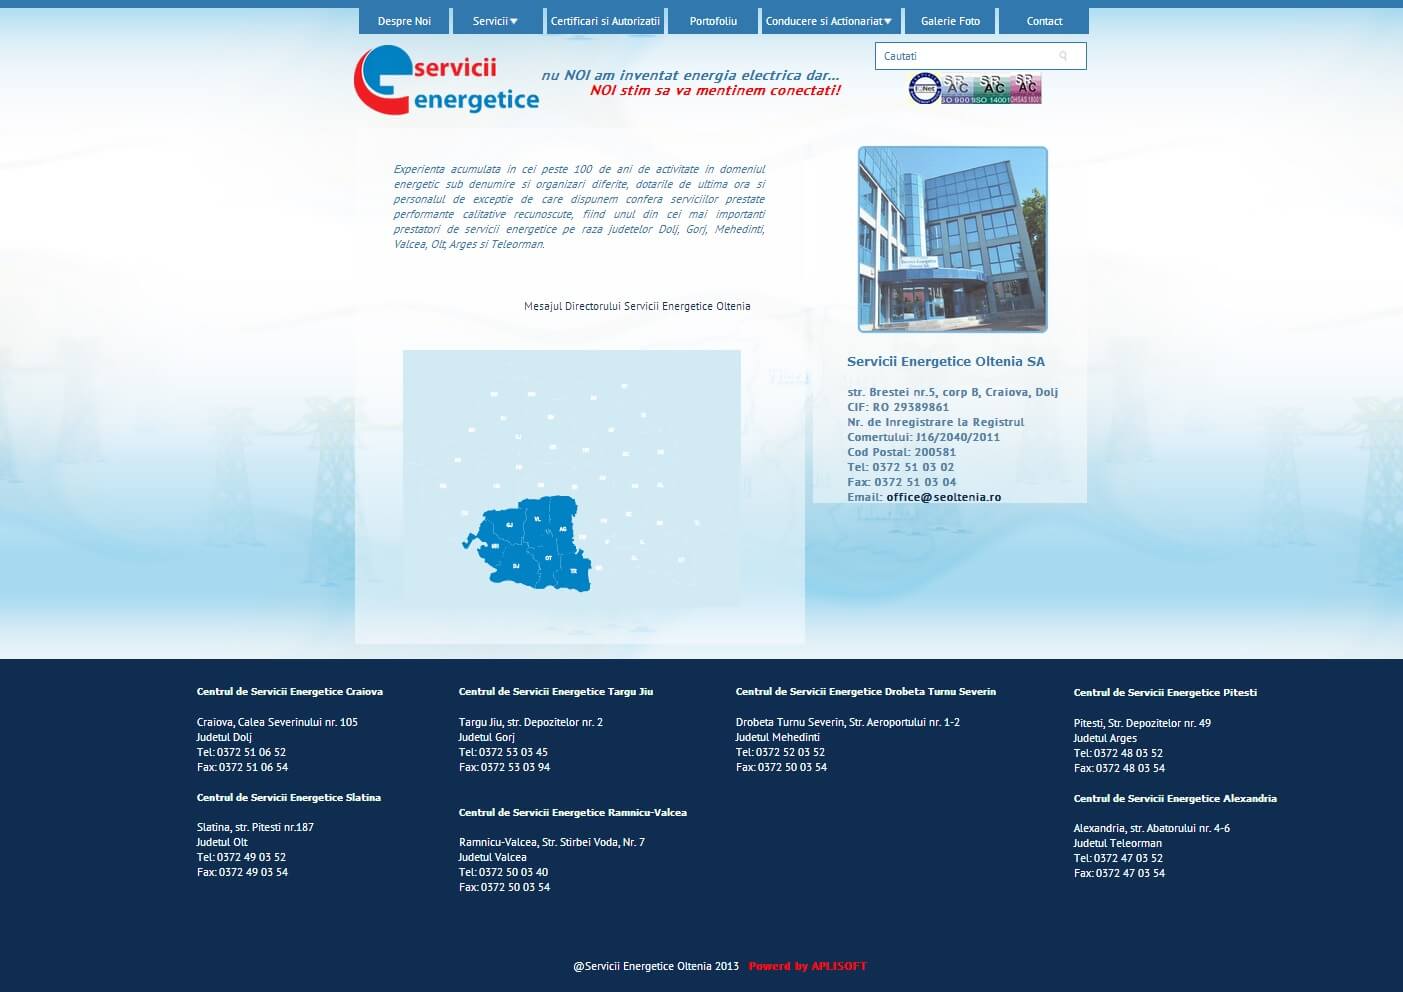 Despre Noi
Servicii
Certificari si Autorizatii
Portofoliu
Conducere si Actionariat
Galerie Foto
Contact
servicii
energetice
nu NOI am inventat energia electrica dar...
NOI stim sa va mentinem conectati!
Cautati
SR AC
ISO 14001
OHSAS 18001
Experienta acumulata in cei peste 100 de ani de activitate in domeniul
energetic sub denumire si organizari diferite, dotarile de ultima ora si
personalul de exceptie de care dispunem confera serviciilor prestate
performante calitative recunoscute, fiind unul din cei mai importanti
prestatori de servicii energetice pe raza judetelor Dolj, Gorj, Mehedinti,
Valcea, Olt, Arges si Teleorman.
Mesajul Directorului Servicii Energetice Oltenia
GJ
VL
AG
MH
OT
DJ
TR
Servicii Energetice Oltenia SA
str. Brestei nr.5, corp B, Craiova, Dolj
CIF: RO 29389861
Nr. de Inregistrare la Registrul
Comertului: J16/2040/2011
Cod Postal: 200581
Tel: 0372 51 03 02
Fax: 0372 51 03 04
Email: office@seoltenia.ro
Centrul de Servicii Energetice Craiova
Craiova, Calea Severinului nr. 105
Judetul Dolj
Tel: 0372 51 06 52
Fax: 0372 51 06 54
Centrul de Servicii Energetice Slatina
Slatina, str. Pitesti nr.187
Judetul Olt
Tel: 0372 49 03 52
Fax: 0372 49 03 54
Centrul de Servicii Energetice Targu Jiu
Targu Jiu, str. Depozitelor nr. 2
Judetul Gorj
Tel: 0372 53 03 45
Fax: 0372 53 03 94
Centrul de Servicii Energetice Ramnicu-Valcea
Ramnicu-Valcea, Str. Stirbei Voda, Nr. 7
Judetul Valcea
Tel: 0372 50 03 40
Fax: 0372 50 03 54
Centrul de Servicii Energetice Drobeta Turnu Severin
Drobeta Turnu Severin, Str. Aeroportului nr. 1-2
Judetul Mehedinti
Tel: 0372 52 03 52
Fax: 0372 50 03 54
Centrul de Servicii Energetice Pitesti
Pitesti, Str. Depozitelor nr. 49
Judetul Arges
Tel: 0372 48 03 52
Fax: 0372 48 03 54
Centrul de Servicii Energetice Alexandria
Alexandria, str. Abatorului nr. 4-6
Judetul Teleorman
Tel: 0372 47 03 52
Fax: 0372 47 03 54
@Servicii Energetice Oltenia 2013 Powerd by APLISOFT